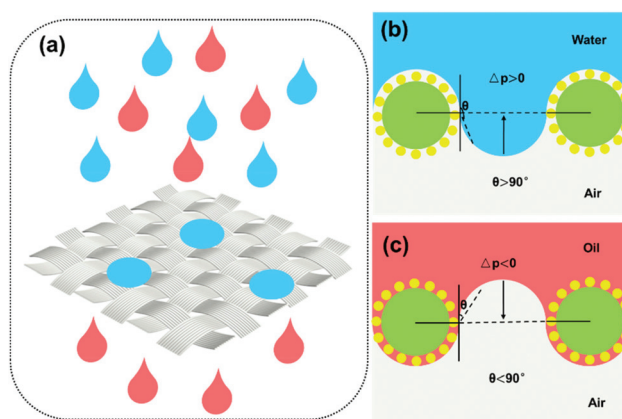 (a)
(b)
Water
△p>0
θ
θ>90°
Air
(c)
Oil
△p<0
θ
θ<90°
Air